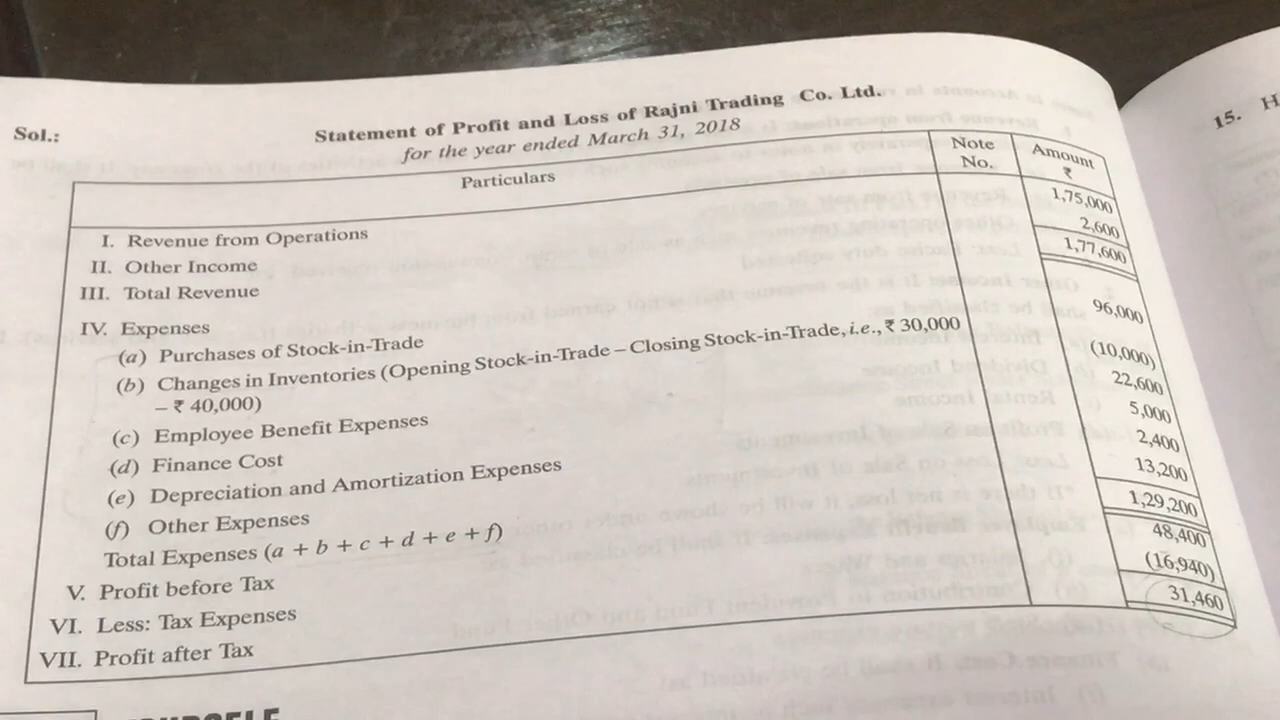 Sol.:
Statement of Profit and Loss of Rajni Trading Co. Ltd.
for the year ended March 31, 2018
Particulars Note No. Amount ₹
I. Revenue from Operations 1,75,000
II. Other Income 2,600
III. Total Revenue 1,77,600
IV. Expenses
(a) Purchases of Stock-in-Trade 96,000
(b) Changes in Inventories (Opening Stock-in-Trade – Closing Stock-in-Trade, i.e., ₹ 30,000
– ₹ 40,000) (10,000)
(c) Employee Benefit Expenses 22,600
(d) Finance Cost 5,000
(e) Depreciation and Amortization Expenses 2,400
(f) Other Expenses 13,200
Total Expenses (a + b + c + d + e + f) 1,29,200
V. Profit before Tax 48,400
VI. Less: Tax Expenses (16,940)
VII. Profit after Tax 31,460
15. H